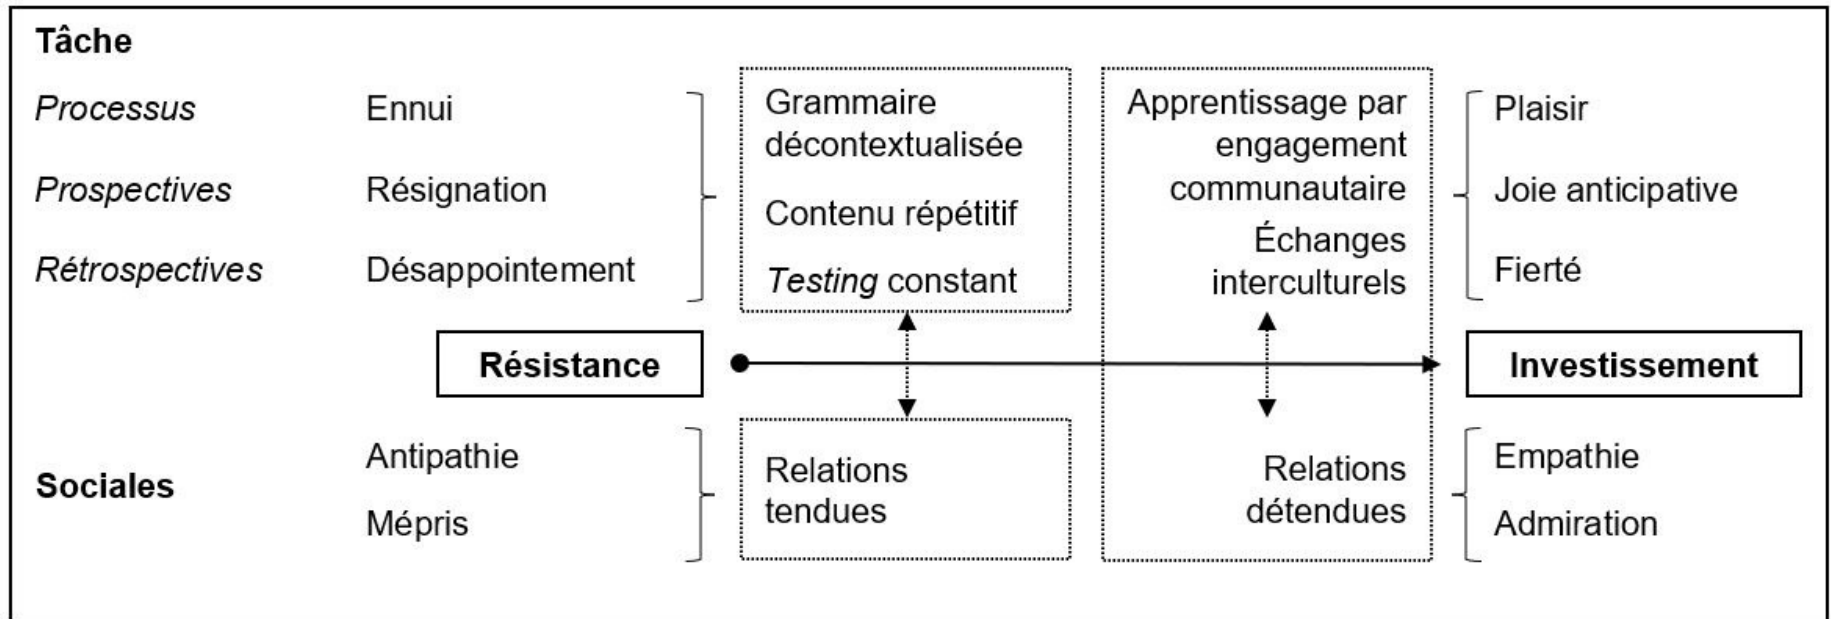 Tâche
Processus
Ennui
Prospectives
Résignation
Rétrospectives
Désappointement
Grammaire
décontextualisée
Contenu répétitif
Testing constant
Apprentissage par
engagement
communautaire
Échanges
interculturels
Plaisir
Joie anticipative
Fierté
Résistance
Investissement
Sociales
Antipathie
Mépris
Relations
tendues
Relations
détendues
Empathie
Admiration